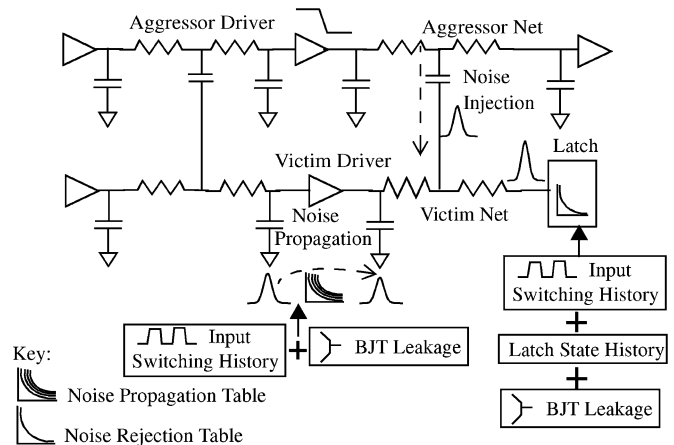 Aggressor Driver
Aggressor Net
Noise
Injection
Latch
Victim Driver
Noise
Propagation
Victim Net
Input
Switching History
+
BJT Leakage
Input
Switching History
+
Latch State History
+
BJT Leakage
Key:
Noise Propagation Table
Noise Rejection Table